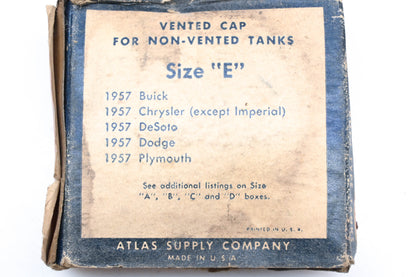 VENTED CAP
FOR NON-VENTED TANKS
Size "E"
1957 Buick
1957 Chrysler (except Imperial)
1957 DeSoto
1957 Dodge
1957 Plymouth
See additional listings on Size
"A", "B", "C" and "D" boxes.
PRINTED IN U. S. A.
ATLAS SUPPLY COMPANY
MADE IN U.S.A.